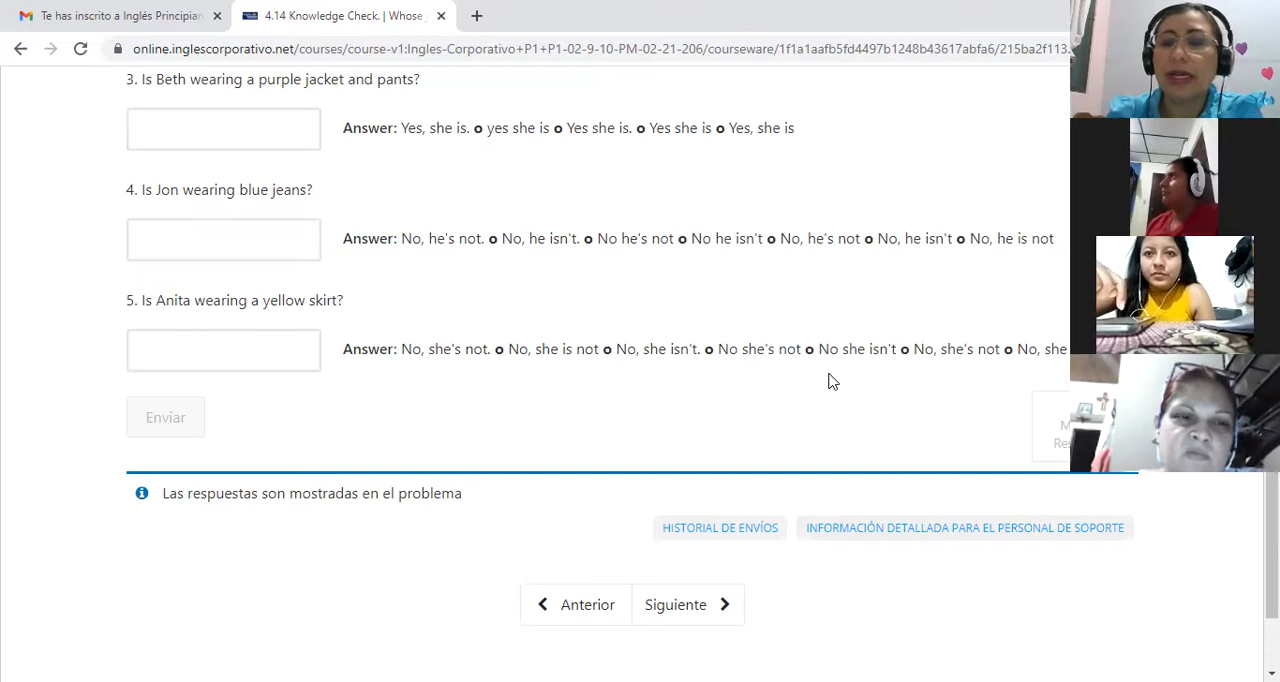 Te has inscrito a Inglés Principian
4.14 Knowledge Check. | Whose
online.inglescorporativo.net/courses/course-v1:Ingles-Corporativo+P1+P1-02-9-10-PM-02-21-206/courseware/1f1a1aafb5fd4497b1248b43617abfa6/215ba2f113
3. Is Beth wearing a purple jacket and pants?
Answer: Yes, she is. o yes she is o Yes she is. o Yes she is o Yes, she is
4. Is Jon wearing blue jeans?
Answer: No, he's not. o No, he isn't. o No he's not o No he isn't o No, he's not o No, he isn't o No, he is not
5. Is Anita wearing a yellow skirt?
Answer: No, she's not. o No, she is not o No, she isn't. o No she's not o No she isn't o No, she's not o No, she
Enviar
Las respuestas son mostradas en el problema
HISTORIAL DE ENVÍOS
INFORMACIÓN DETALLADA PARA EL PERSONAL DE SOPORTE
Anterior
Siguiente